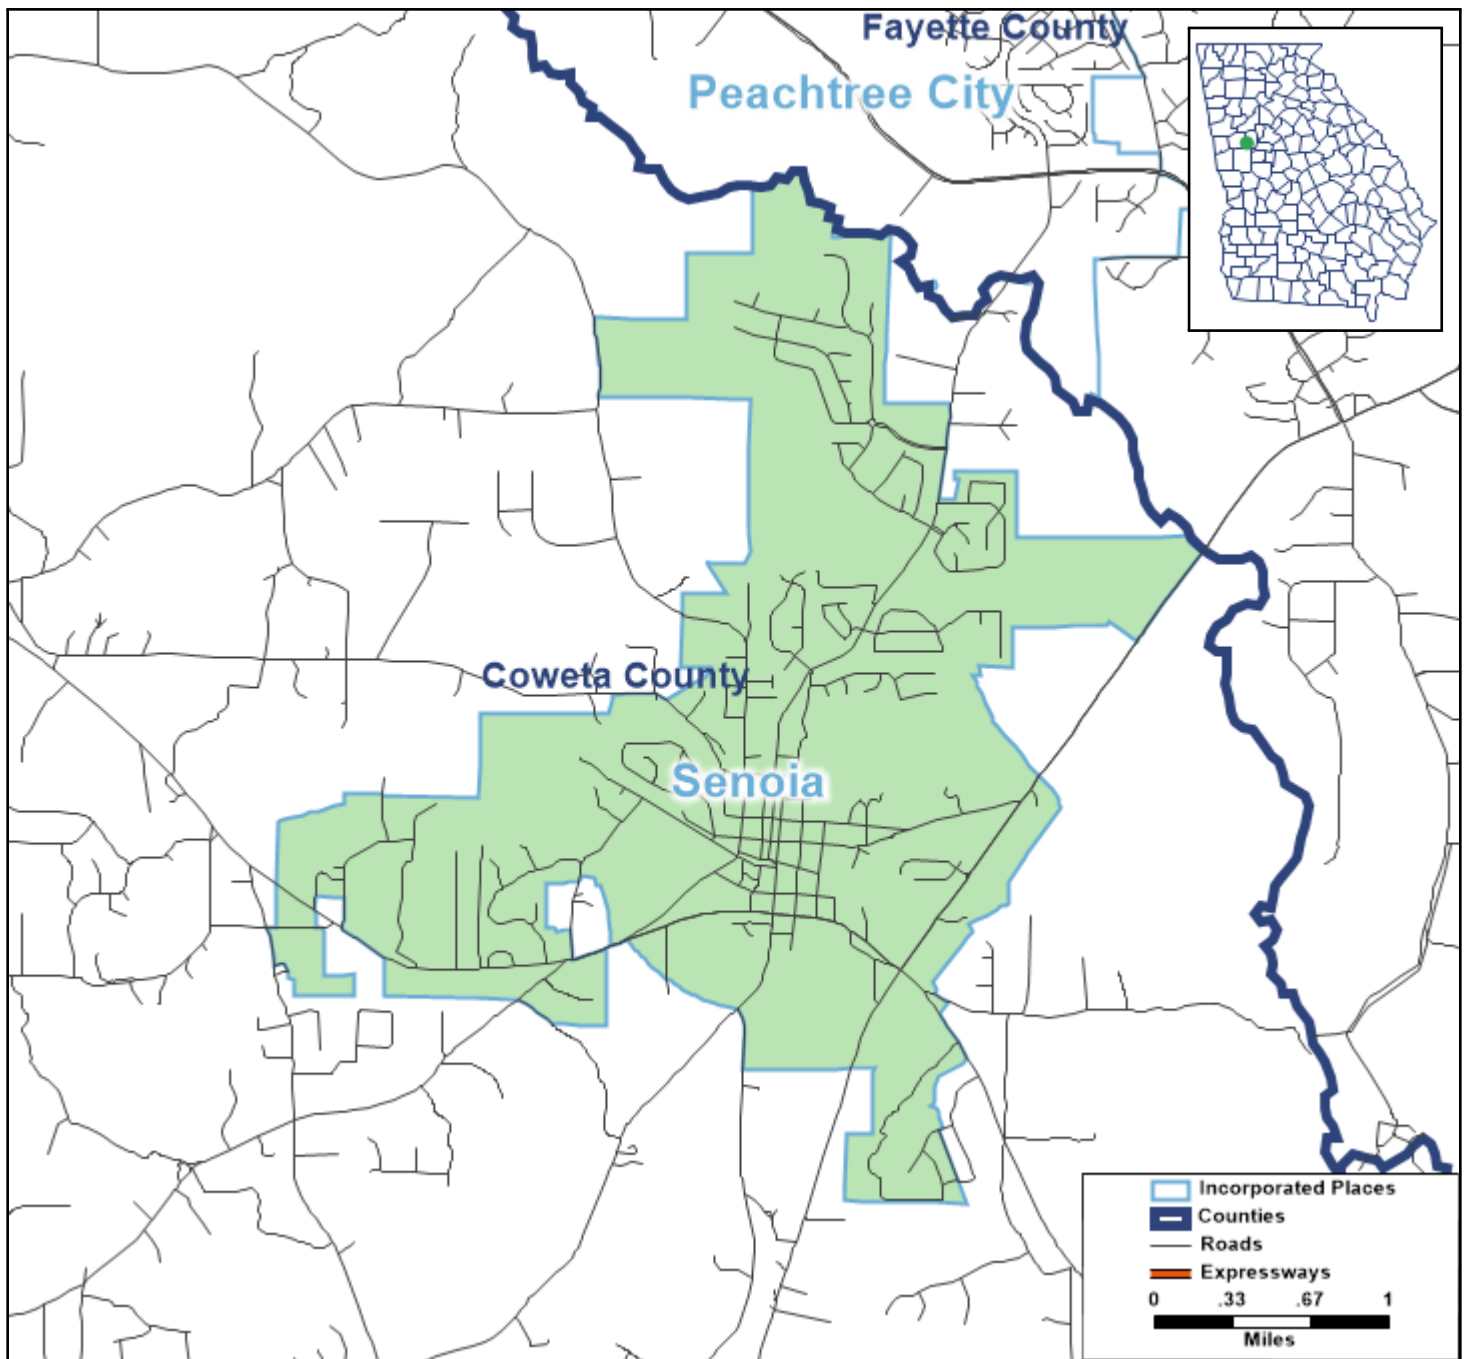 Fayette County
Peachtree City
Coweta County
Senoia
Incorporated Places
Counties
Roads
Expressways
0 .33 .67 1
Miles